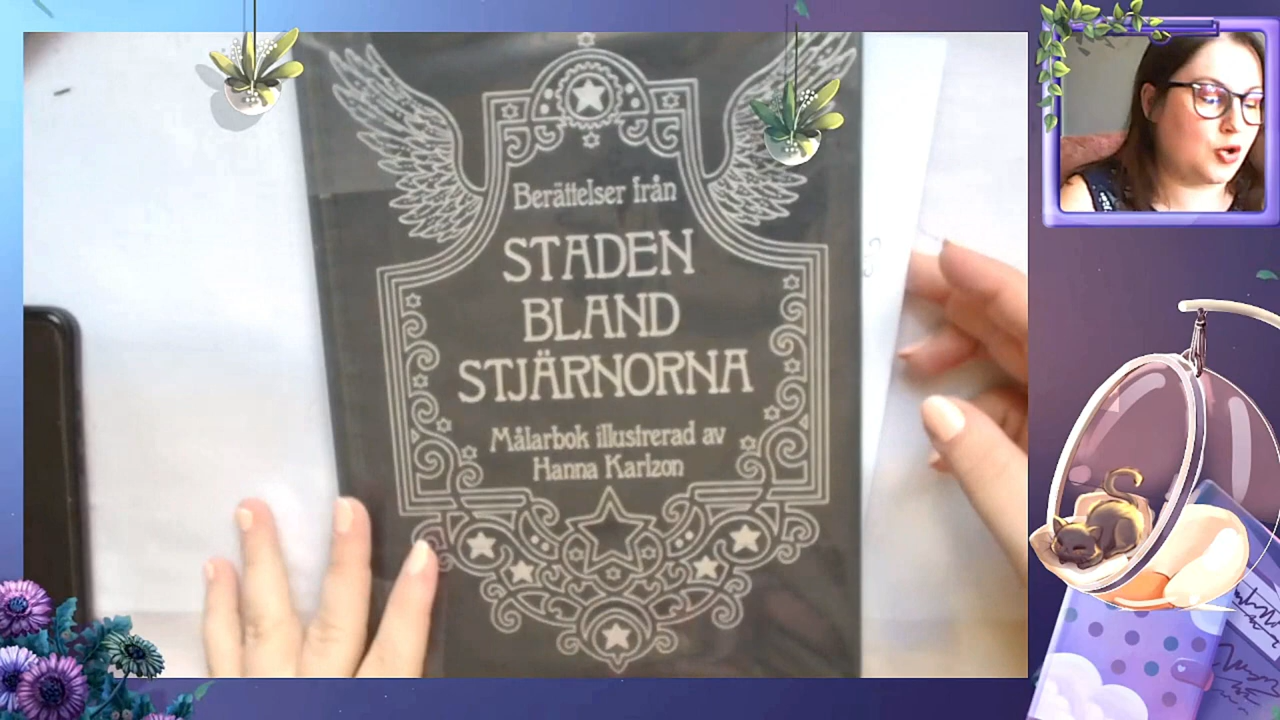 Berättelser från
STADEN
BLAND
STJÄRNORNA
Målarbok illustrerad av
Hanna Karlzon